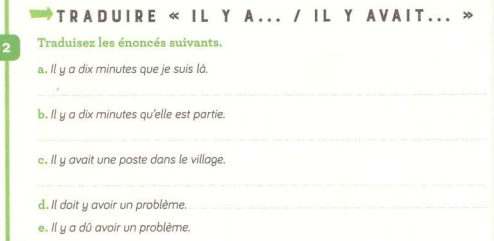 TRADUIRE « IL Y A... / IL Y AVAIT... »
2 Traduisez les énoncés suivants.
a. Il y a dix minutes que je suis là.
b. Il y a dix minutes qu'elle est partie.
c. Il y avait une poste dans le village.
d. Il doit y avoir un problème.
e. Il y a dû avoir un problème.